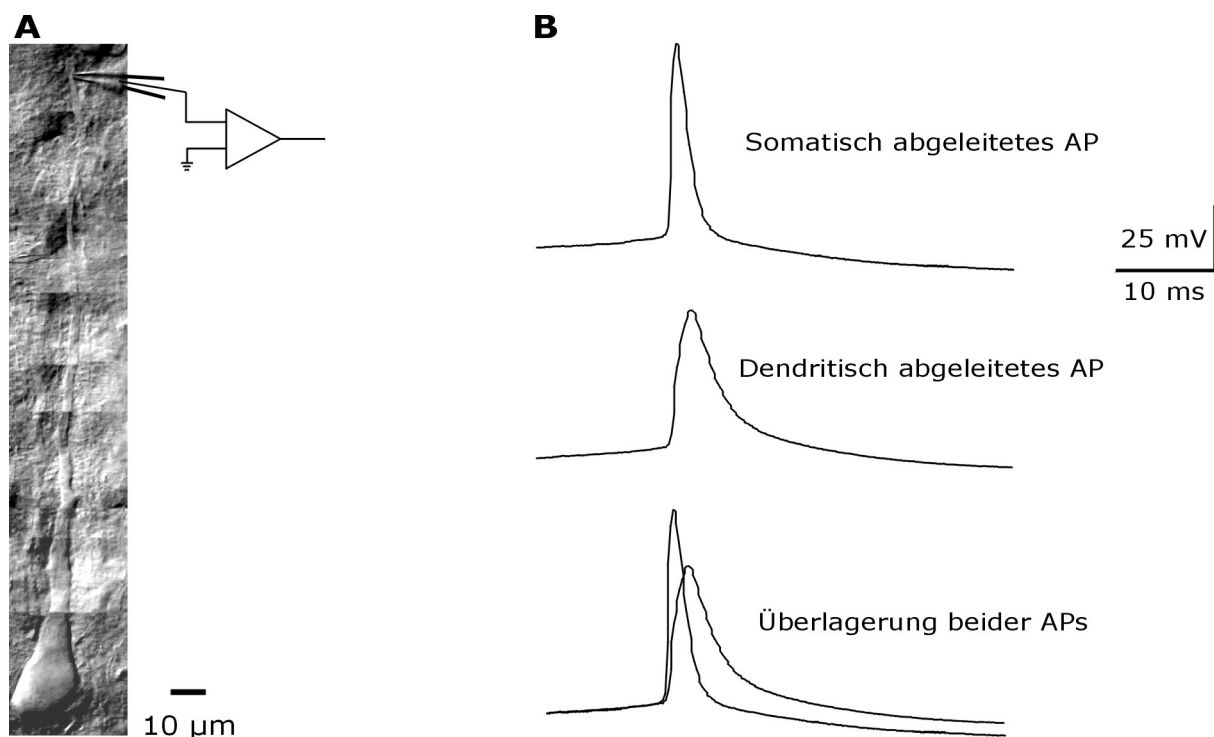 A
B
Somatisch abgeleitetes AP
25 mV
10 ms
Dendritisch abgeleitetes AP
Überlagerung beider APs
10 µm